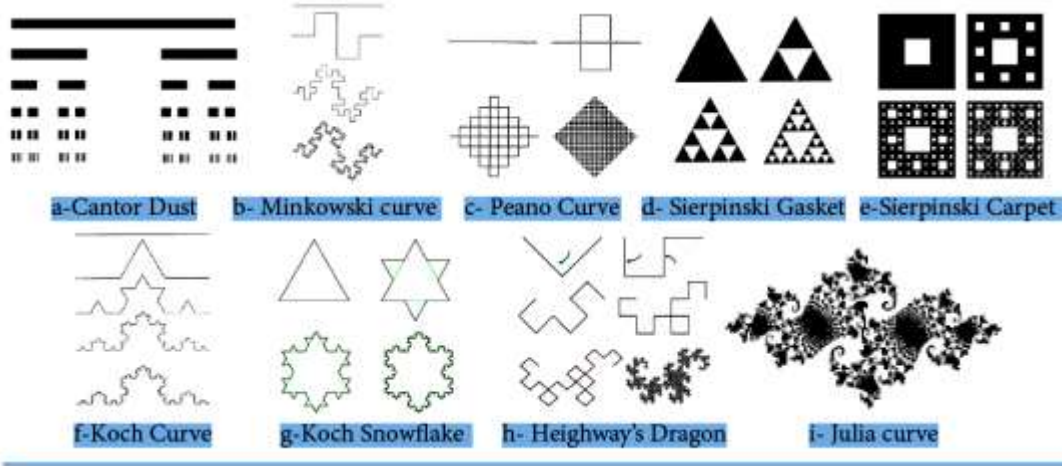 a-Cantor Dust
b- Minkowski curve
c- Peano Curve
d- Sierpinski Gasket
e-Sierpinski Carpet
f-Koch Curve
g-Koch Snowflake
h- Heighway's Dragon
i- Julia curve